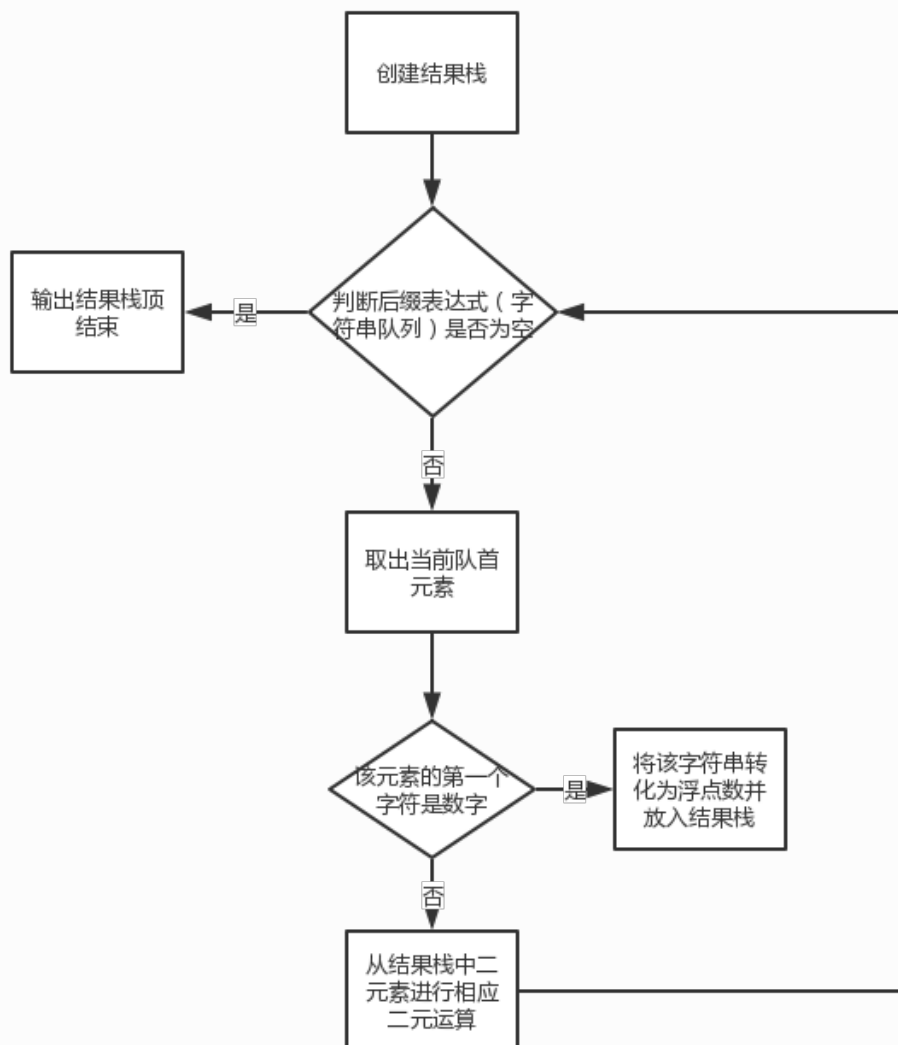 创建结果栈
判断后缀表达式（字
符串队列）是否为空
输出结果栈顶
结束
是
否
取出当前队首
元素
该元素的第一个
字符是数字
是
将该字符串转
化为浮点数并
放入结果栈
否
从结果栈中二
元素进行相应
二元运算